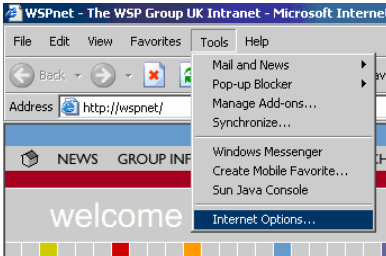 WSPnet - The WSP Group UK Intranet - Microsoft Interne
File Edit View Favorites Tools Help
Back
Mail and News
Pop-up Blocker
Manage Add-ons...
Synchronize...
Address http://wspnet/
Windows Messenger
NEWS GROUP INF
Create Mobile Favorite...
Sun Java Console
welcome
Internet Options...